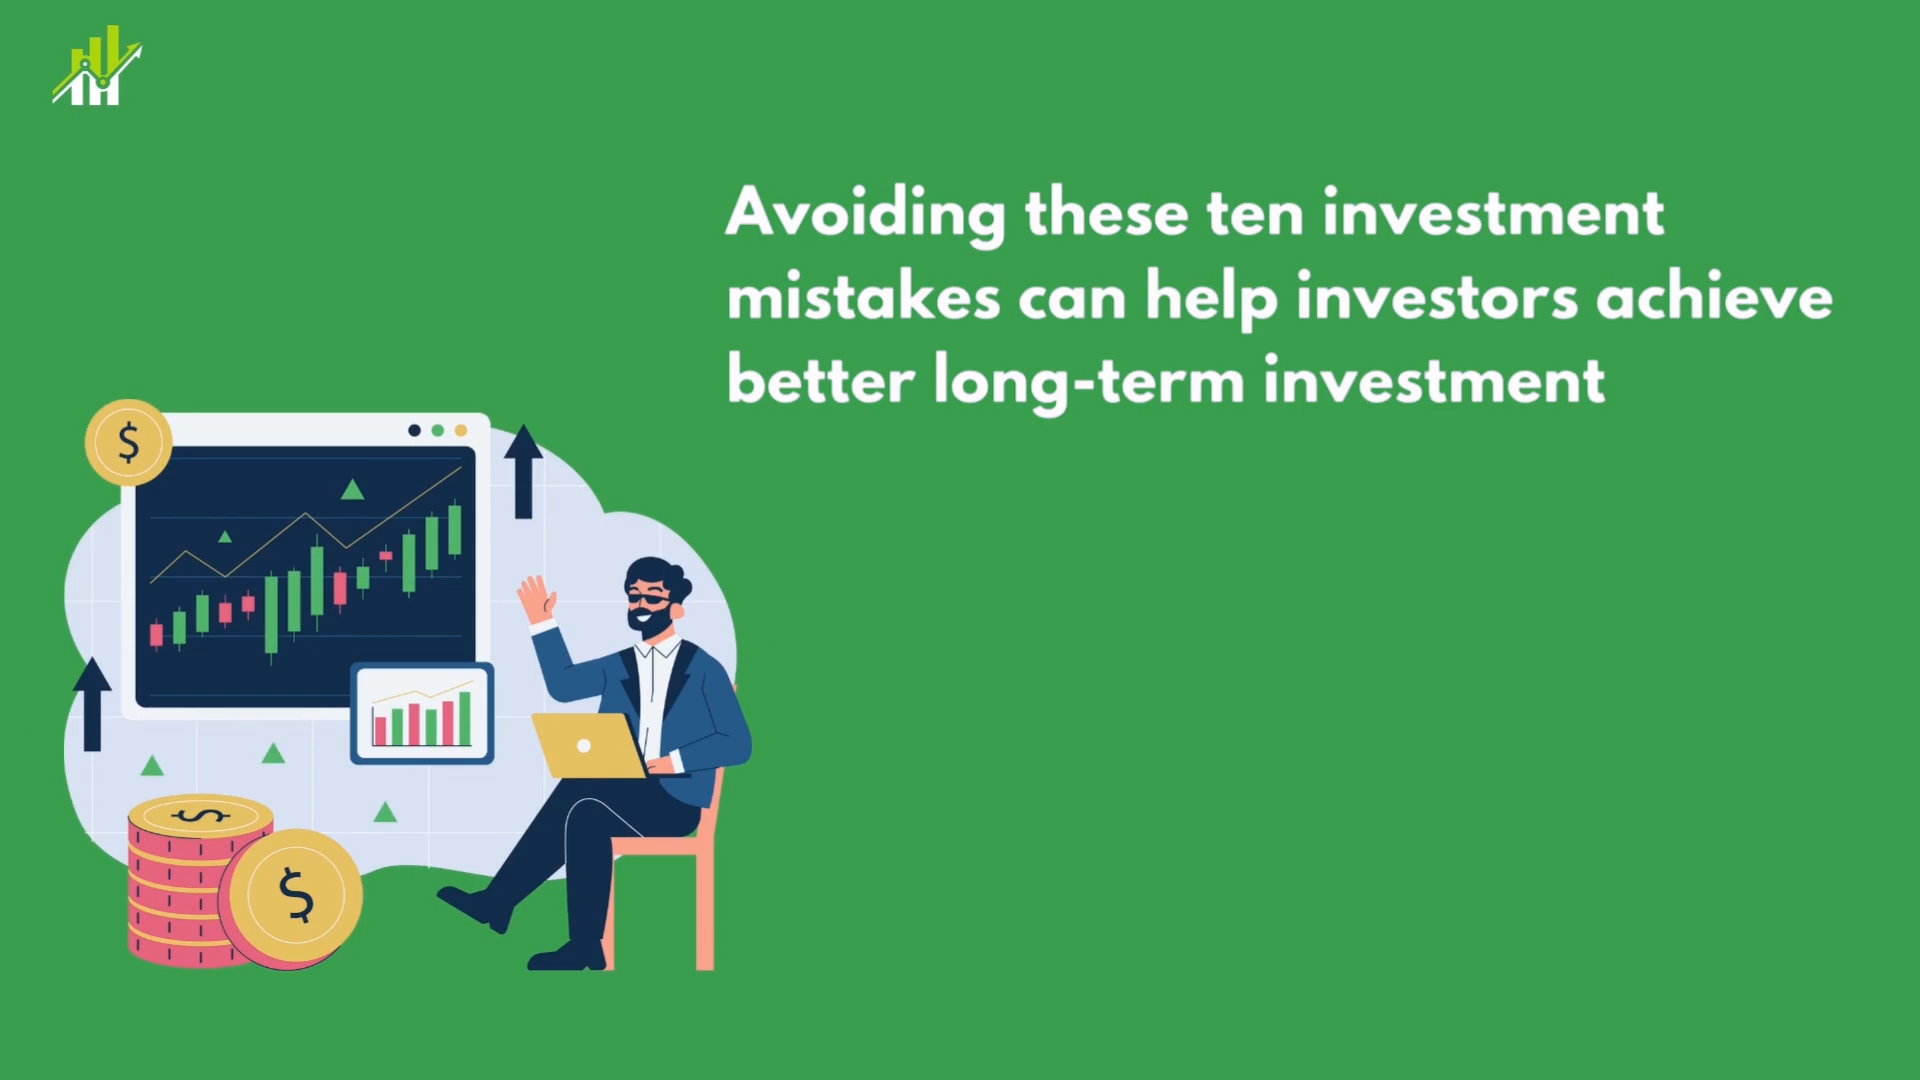 Avoiding these ten investment
mistakes can help investors achieve
better long-term investment
$
$
$